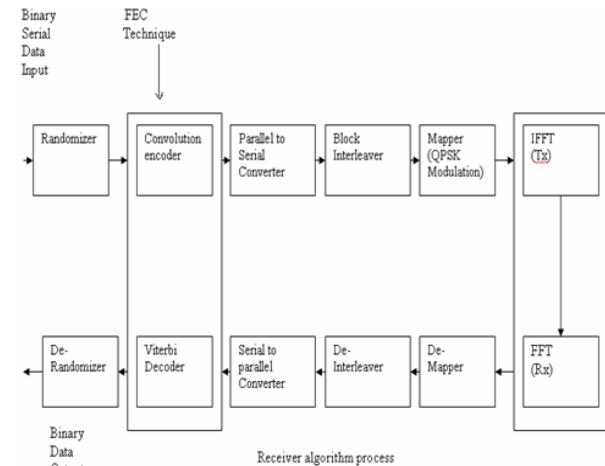 Binary
Serial
Data
Input
FEC
Technique
Randomizer
Convolution
encoder
Parallel to
Serial
Converter
Block
Interleaver
Mapper
(QPSK
Modulation)
IFFT
(Tx)
De-
Randomizer
Viterbi
Decoder
Serial to
parallel
Converter
De-
Interleaver
De-
Mapper
FFT
(Rx)
Binary
Data
Receiver algorithm process